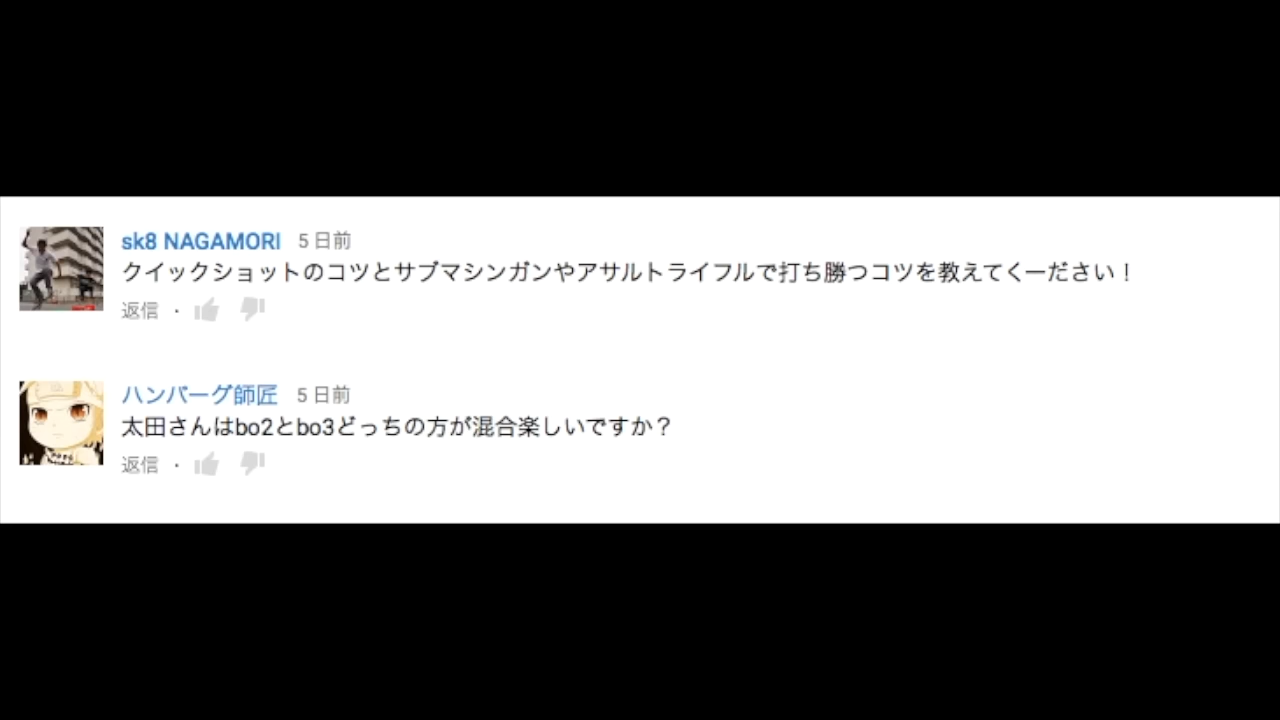 sk8 NAGAMORI 5 日前
クイックショットのコツとサブマシンガンやアサルトライフルで打ち勝つコツを教えてくーださい！
返信 ·
ハンバーグ師匠 5 日前
太田さんはbo2とbo3どっちの方が混合楽しいですか？
返信 ·